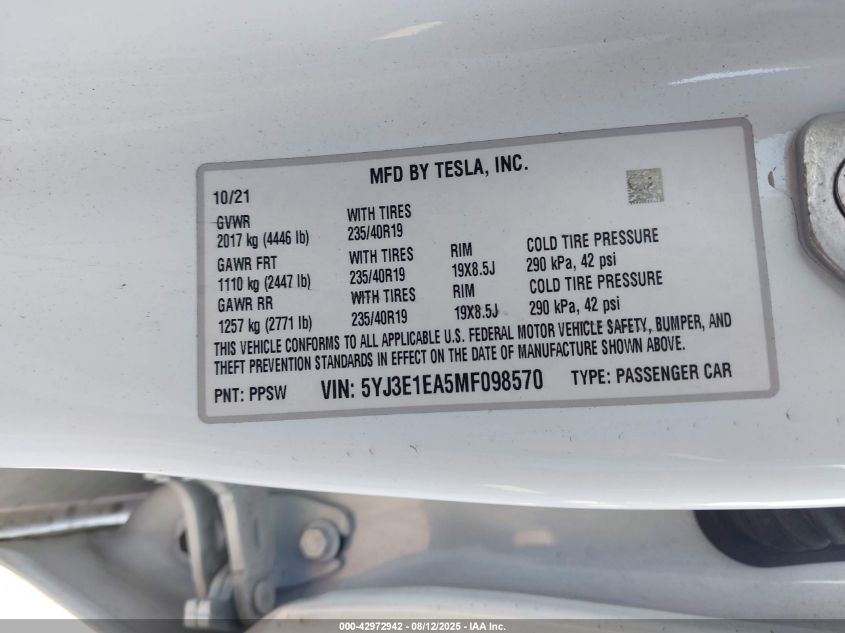 MFD BY TESLA, INC.
10/21
GVWR WITH TIRES
2017 kg (4446 lb) 235/40R19
GAWR FRT WITH TIRES RIM COLD TIRE PRESSURE
1110 kg (2447 lb) 235/40R19 19X8.5J 290 kPa, 42 psi
GAWR RR WITH TIRES RIM COLD TIRE PRESSURE
1257 kg (2771 lb) 235/40R19 19X8.5J 290 kPa, 42 psi
THIS VEHICLE CONFORMS TO ALL APPLICABLE U.S. FEDERAL MOTOR VEHICLE SAFETY, BUMPER, AND
THEFT PREVENTION STANDARDS IN EFFECT ON THE DATE OF MANUFACTURE SHOWN ABOVE.
PNT: PPSW VIN: 5YJ3E1EA5MF098570 TYPE: PASSENGER CAR
000-42972942 - 08/12/2025 - IAA Inc.